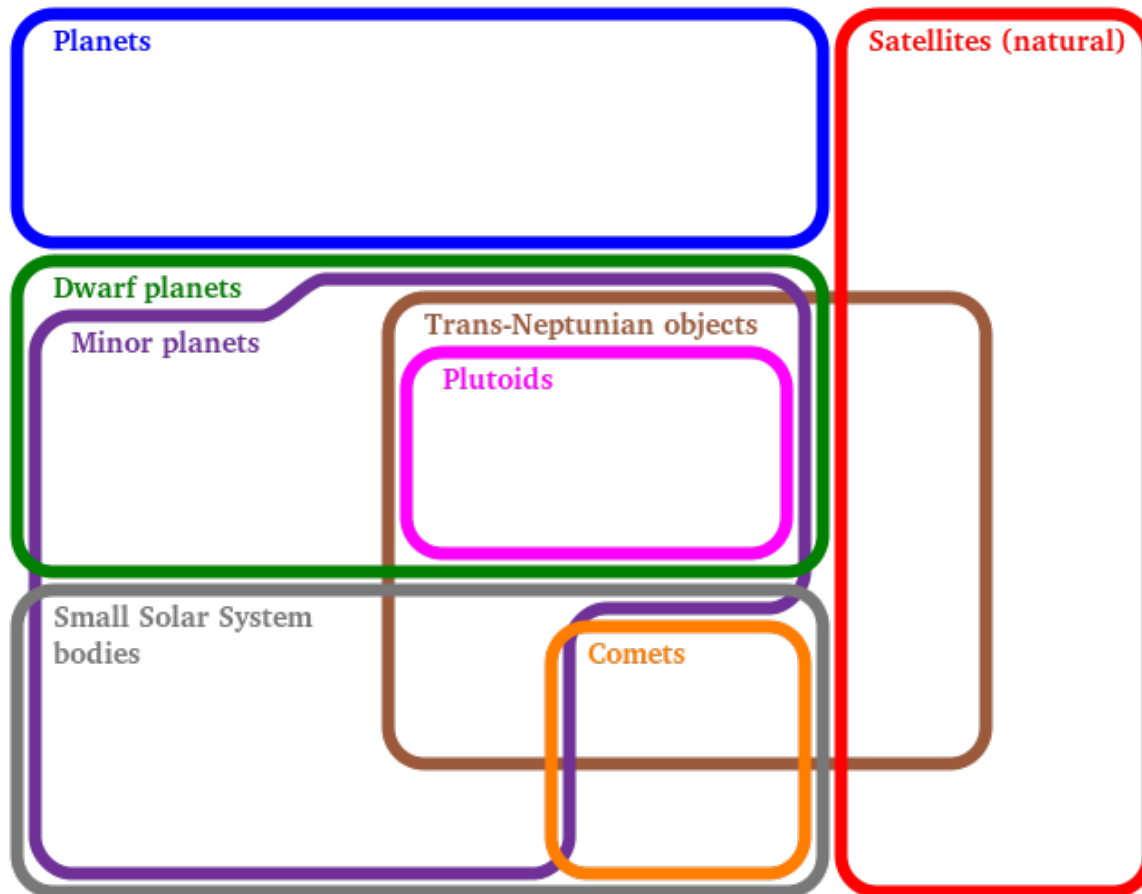 Planets
Satellites (natural)
Dwarf planets
Minor planets
Trans-Neptunian objects
Plutoids
Small Solar System
bodies
Comets